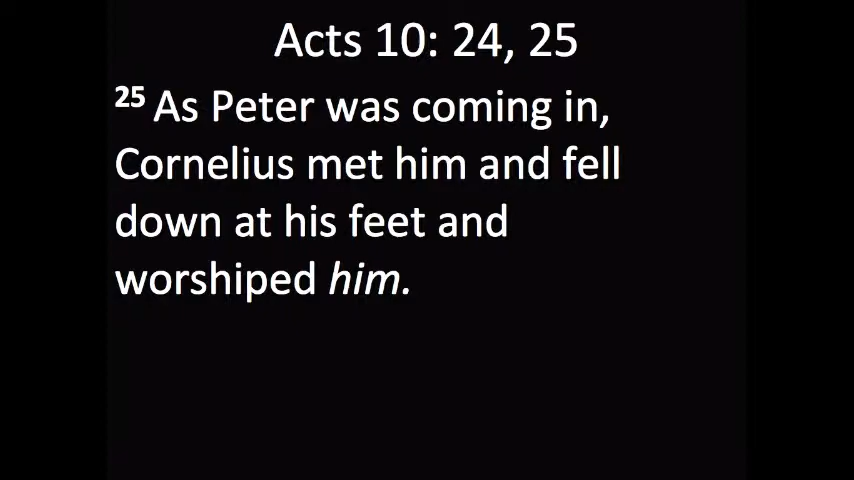 Acts 10: 24, 25
25 As Peter was coming in,
Cornelius met him and fell
down at his feet and
worshiped him.